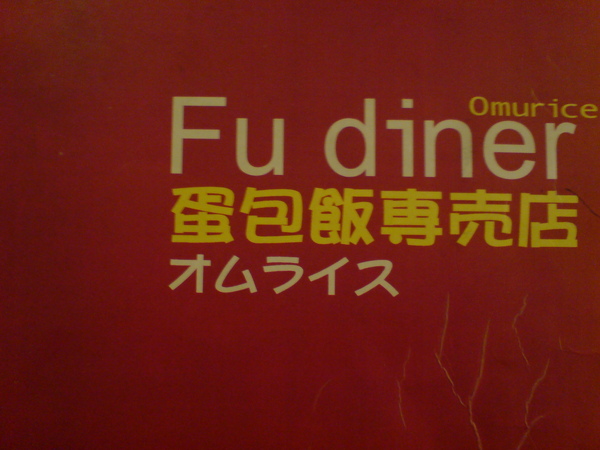 Omurice
Fu diner
蛋包飯専売店
オムライス